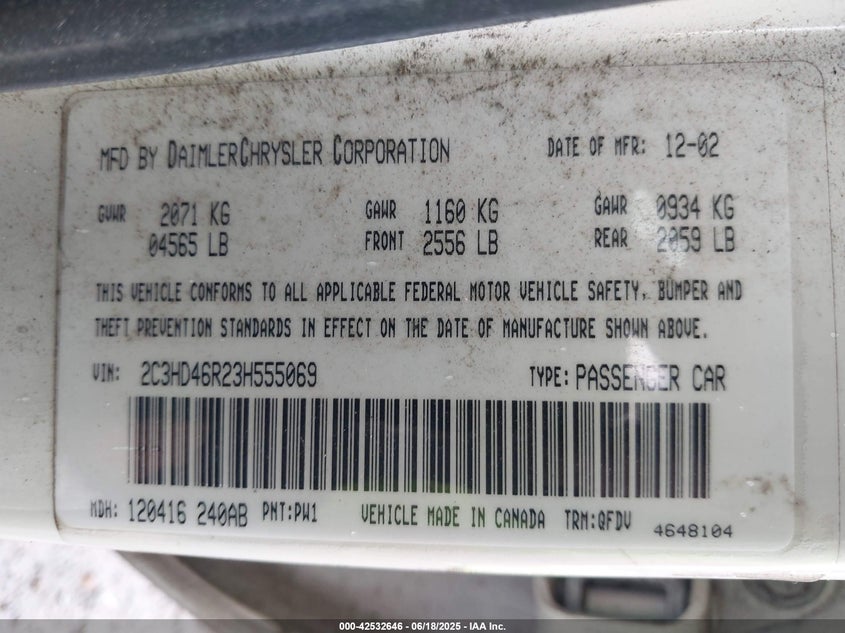 MFD BY DAIMLERCHRYSLER CORPORATION DATE OF MFR: 12-02
GVWR 2071 KG GAWR 1160 KG GAWR 0934 KG
04565 LB FRONT 2556 LB REAR 2059 LB
THIS VEHICLE CONFORMS TO ALL APPLICABLE FEDERAL MOTOR VEHICLE SAFETY, BUMPER AND
THEFT PREVENTION STANDARDS IN EFFECT ON THE DATE OF MANUFACTURE SHOWN ABOVE.
VIN: 2C3HD46R23H555069 TYPE: PASSENGER CAR
MDH: 120416 240AB PNT:PW1 VEHICLE MADE IN CANADA TRM:QFDV 4648104
000-42532646 - 06/18/2025 - IAA Inc.